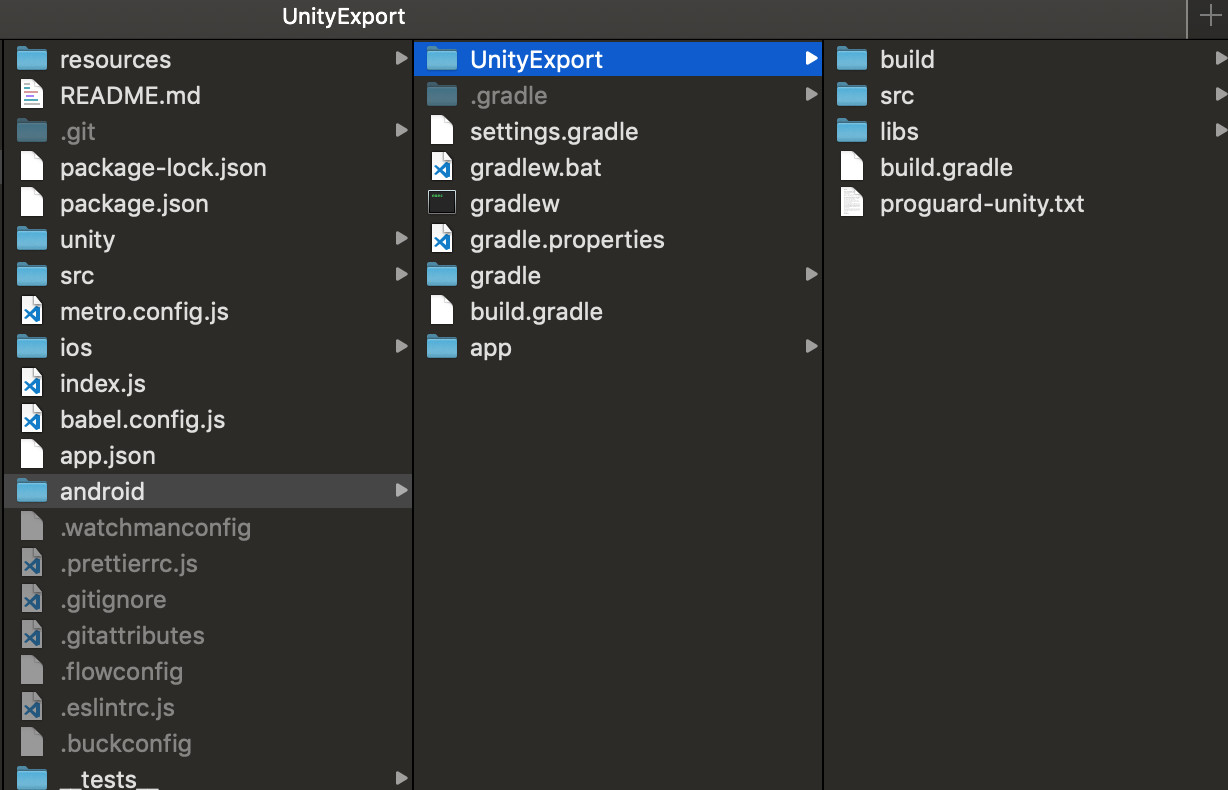 UnityExport
resources
README.md
.git
package-lock.json
package.json
unity
src
metro.config.js
ios
index.js
babel.config.js
app.json
android
.watchmanconfig
.prettierrc.js
.gitignore
.gitattributes
.flowconfig
.eslintrc.js
.buckconfig
__tests__
UnityExport
.gradle
settings.gradle
gradlew.bat
gradlew
gradle.properties
gradle
build.gradle
app
build
src
libs
build.gradle
proguard-unity.txt